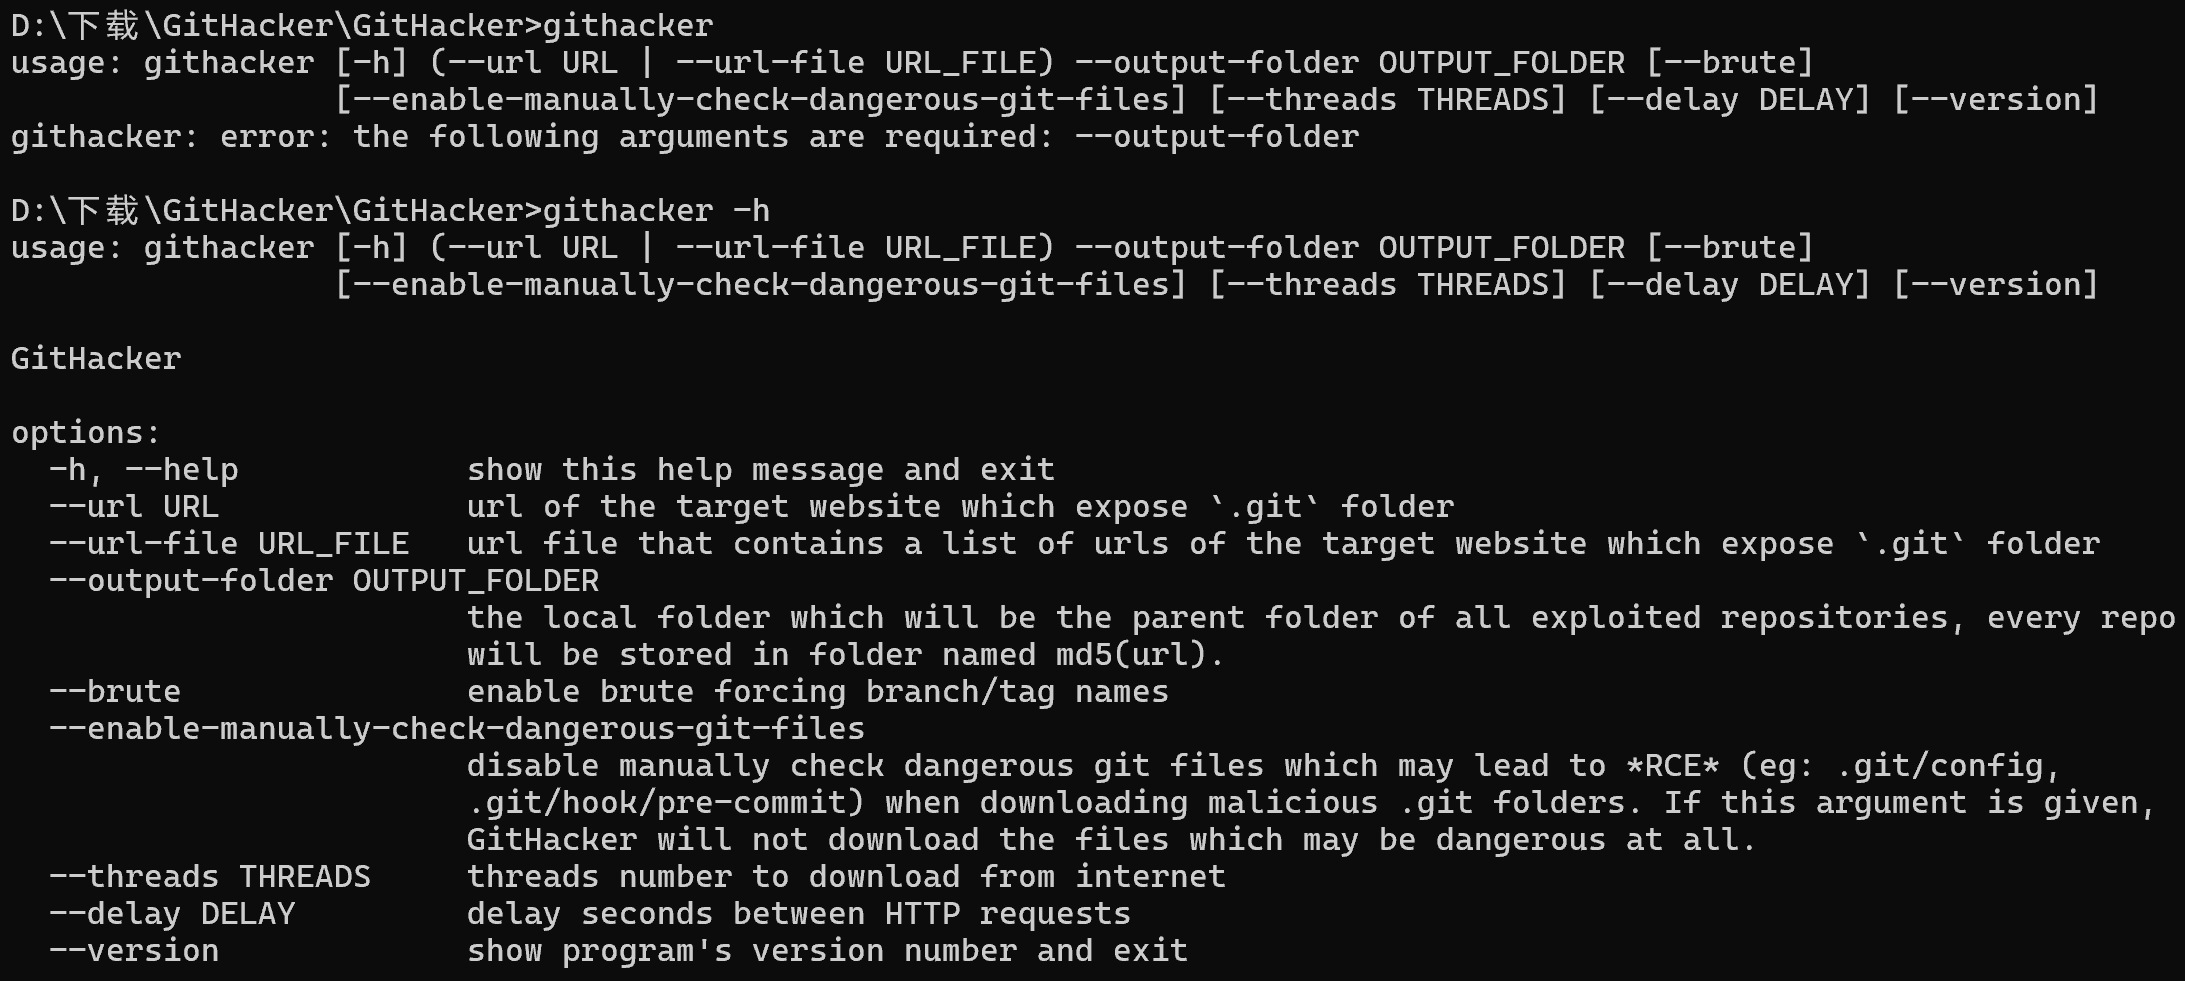 D:\下载\GitHacker\GitHacker>githacker
usage: githacker [-h] (--url URL | --url-file URL_FILE) --output-folder OUTPUT_FOLDER [--brute]
                 [--enable-manually-check-dangerous-git-files] [--threads THREADS] [--delay DELAY] [--version]
githacker: error: the following arguments are required: --output-folder

D:\下载\GitHacker\GitHacker>githacker -h
usage: githacker [-h] (--url URL | --url-file URL_FILE) --output-folder OUTPUT_FOLDER [--brute]
                 [--enable-manually-check-dangerous-git-files] [--threads THREADS] [--delay DELAY] [--version]

GitHacker

options:
  -h, --help            show this help message and exit
  --url URL             url of the target website which expose `.git` folder
  --url-file URL_FILE   url file that contains a list of urls of the target website which expose `.git` folder
  --output-folder OUTPUT_FOLDER
                        the local folder which will be the parent folder of all exploited repositories, every repo
                        will be stored in folder named md5(url).
  --brute               enable brute forcing branch/tag names
  --enable-manually-check-dangerous-git-files
                        disable manually check dangerous git files which may lead to *RCE* (eg: .git/config,
                        .git/hook/pre-commit) when downloading malicious .git folders. If this argument is given,
                        GitHacker will not download the files which may be dangerous at all.
  --threads THREADS     threads number to download from internet
  --delay DELAY         delay seconds between HTTP requests
  --version             show program's version number and exit